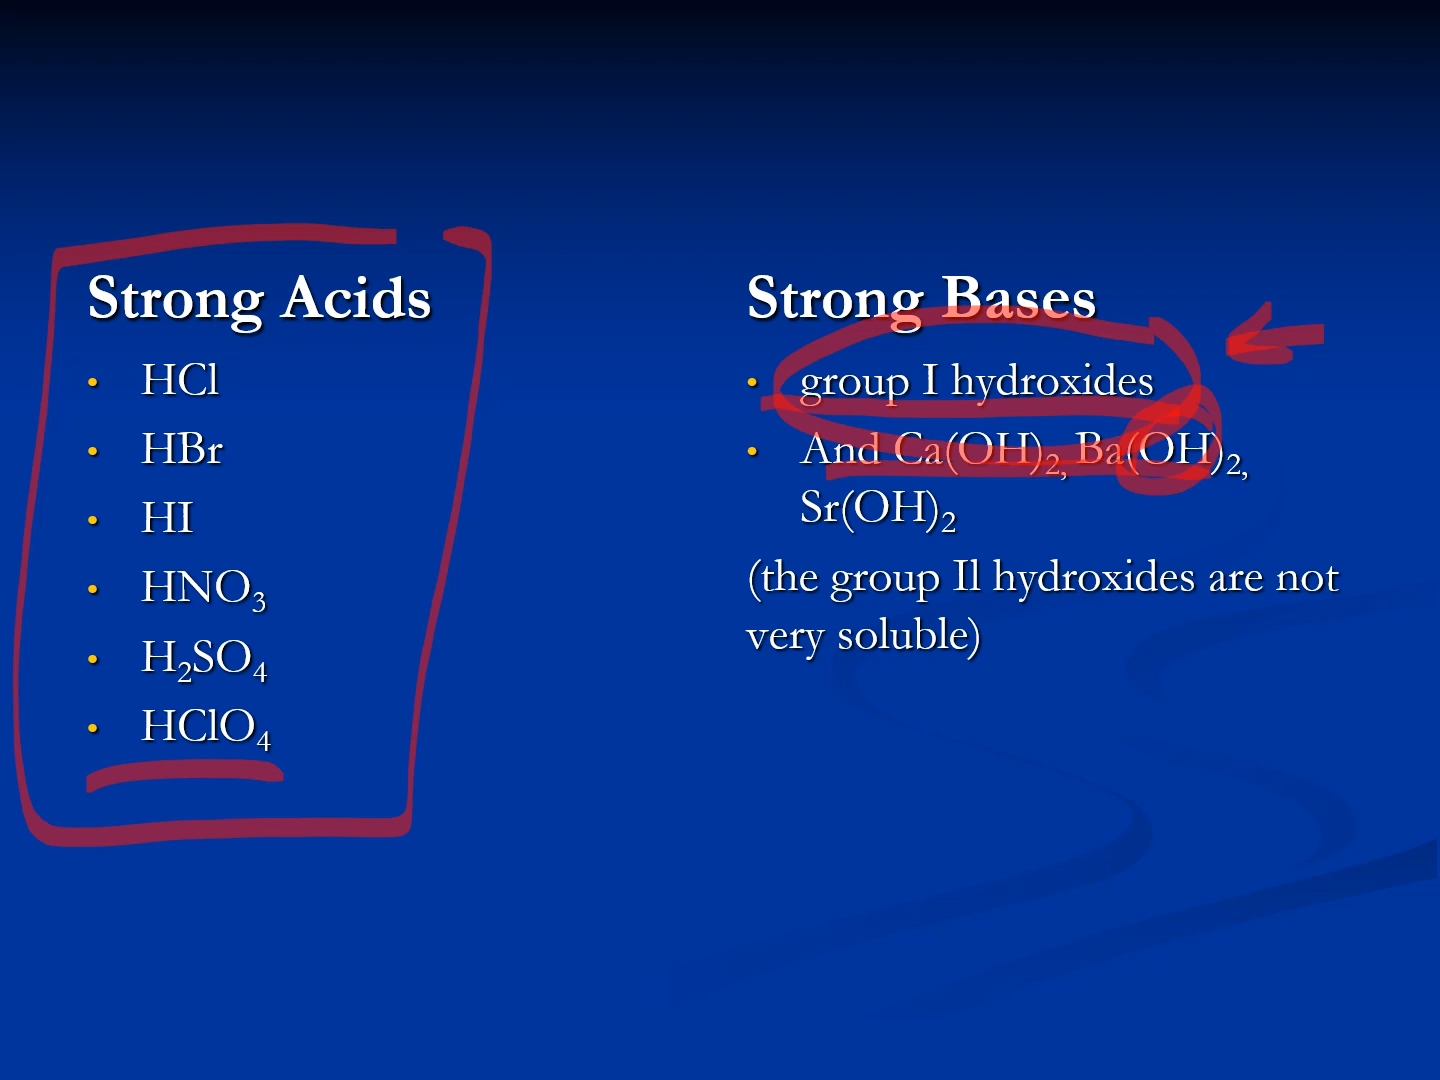 Strong Acids
• HCl
• HBr
• HI
• HNO₃
• H₂SO₄
• HClO₄
Strong Bases
• group I hydroxides
• And Ca(OH)₂, Ba(OH)₂,
Sr(OH)₂
(the group Il hydroxides are not
very soluble)